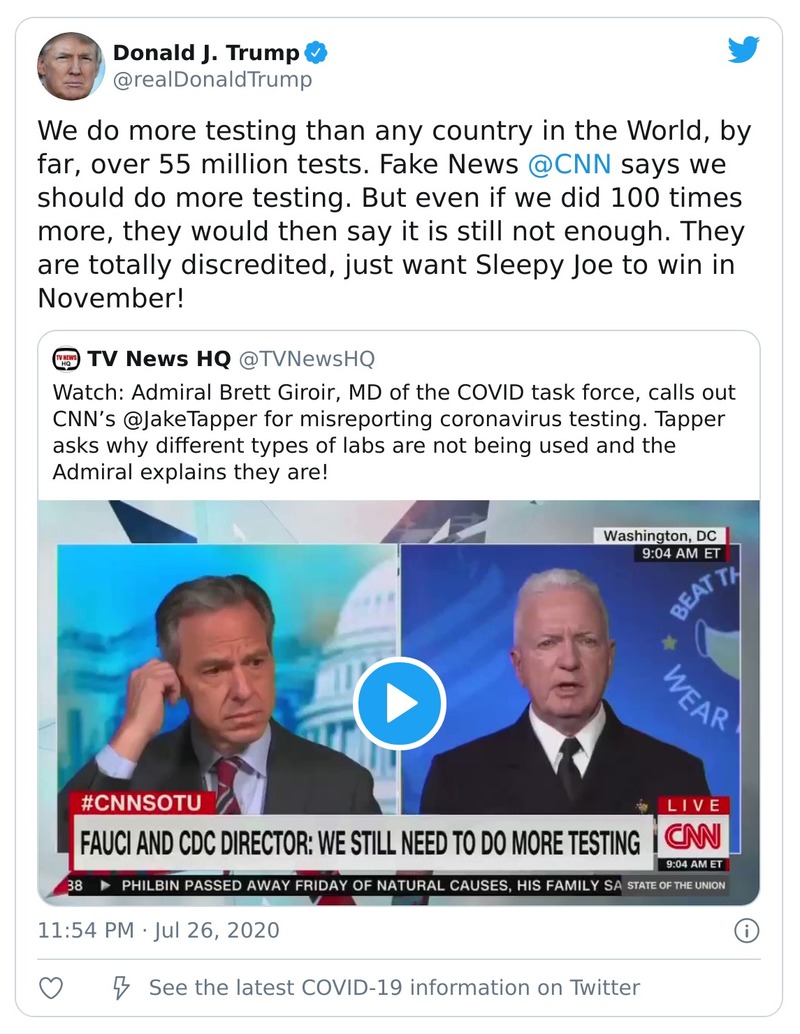 Donald J. Trump
@realDonaldTrump
We do more testing than any country in the World, by
far, over 55 million tests. Fake News @CNN says we
should do more testing. But even if we did 100 times
more, they would then say it is still not enough. They
are totally discredited, just want Sleepy Joe to win in
November!
TV NEWS
HQ
TV News HQ @TVNewsHQ
Watch: Admiral Brett Giroir, MD of the COVID task force, calls out
CNN’s @JakeTapper for misreporting coronavirus testing. Tapper
asks why different types of labs are not being used and the
Admiral explains they are!
Washington, DC
9:04 AM ET
BEAT TH
WEAR
#CNNSOTU
LIVE
FAUCI AND CDC DIRECTOR: WE STILL NEED TO DO MORE TESTING
CNN
9:04 AM ET
38 PHILBIN PASSED AWAY FRIDAY OF NATURAL CAUSES, HIS FAMILY SA
STATE OF THE UNION
11:54 PM · Jul 26, 2020
See the latest COVID-19 information on Twitter